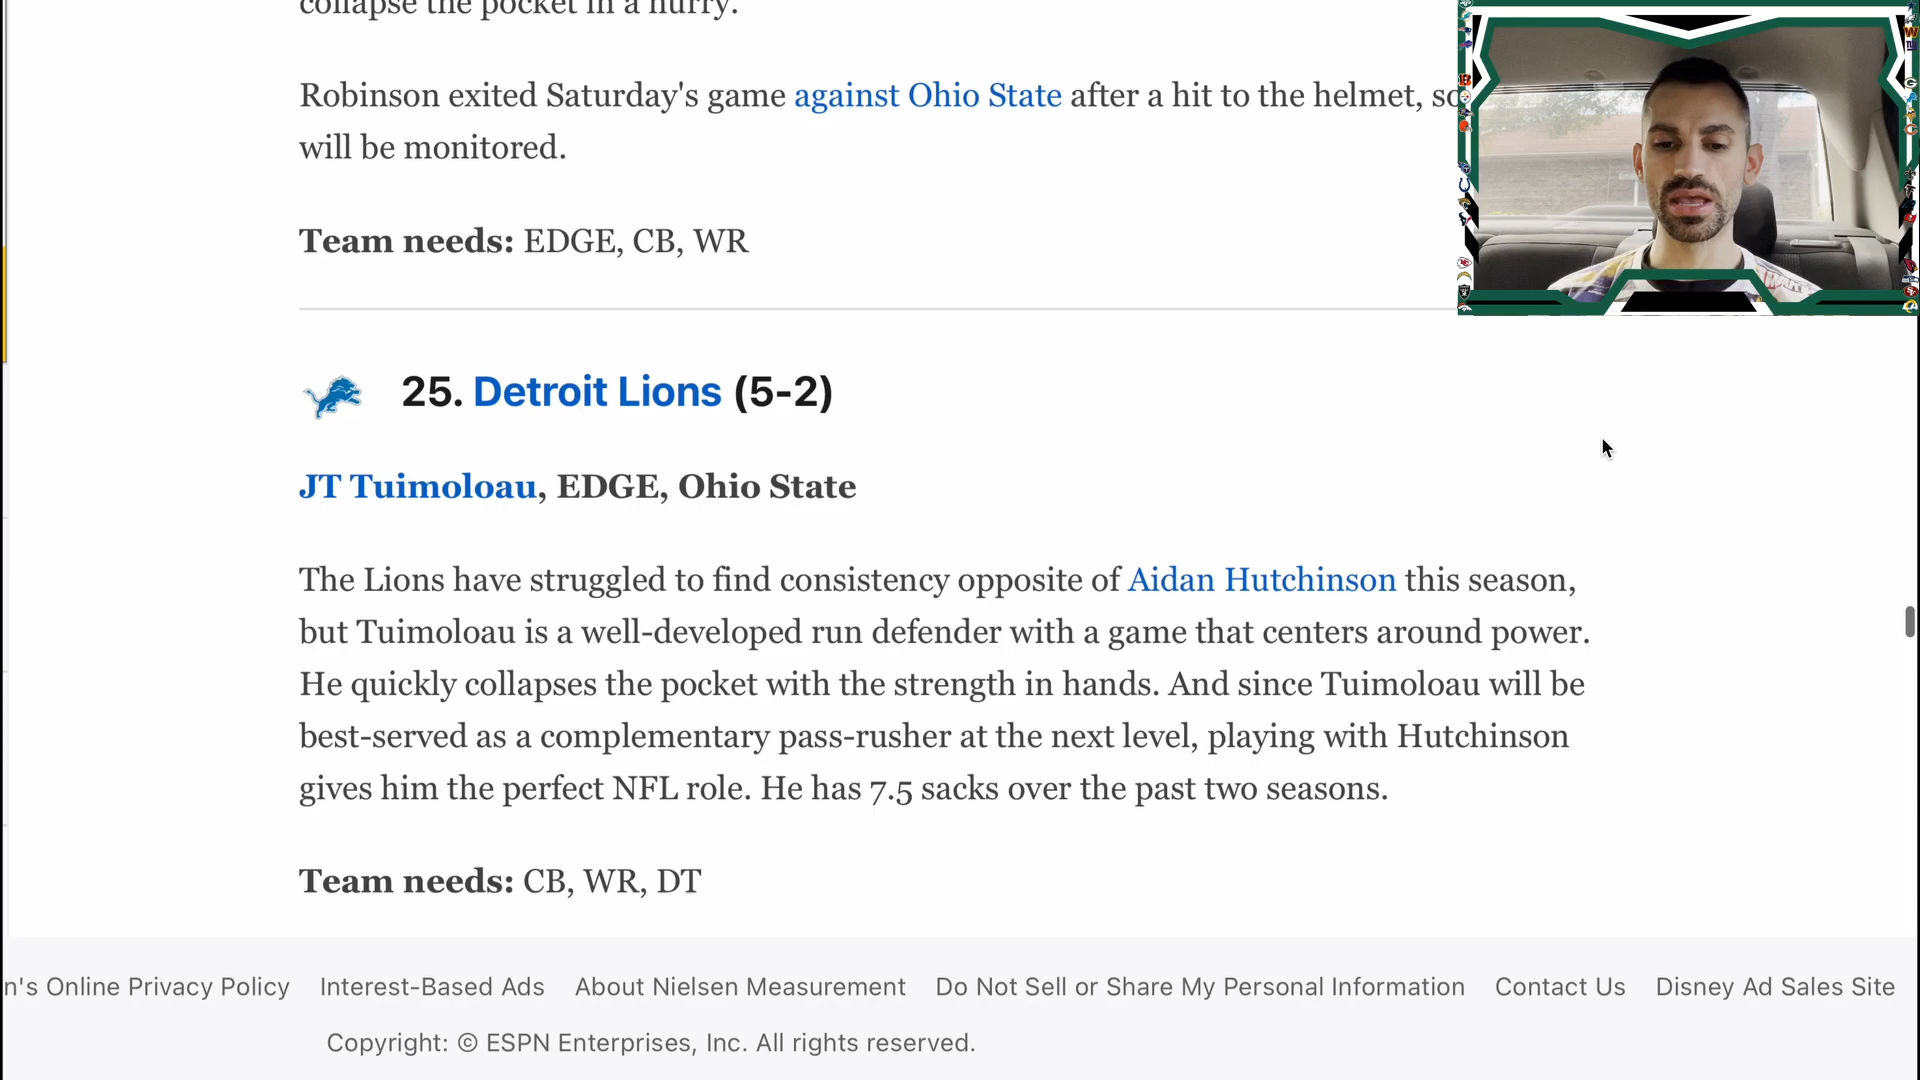 collapse the pocket in a hurry.
Robinson exited Saturday's game against Ohio State after a hit to the helmet, so
will be monitored.
Team needs: EDGE, CB, WR
25. Detroit Lions (5-2)
JT Tuimoloau, EDGE, Ohio State
The Lions have struggled to find consistency opposite of Aidan Hutchinson this season,
but Tuimoloau is a well-developed run defender with a game that centers around power.
He quickly collapses the pocket with the strength in hands. And since Tuimoloau will be
best-served as a complementary pass-rusher at the next level, playing with Hutchinson
gives him the perfect NFL role. He has 7.5 sacks over the past two seasons.
Team needs: CB, WR, DT
n's Online Privacy Policy Interest-Based Ads About Nielsen Measurement Do Not Sell or Share My Personal Information Contact Us Disney Ad Sales Site
Copyright: © ESPN Enterprises, Inc. All rights reserved.